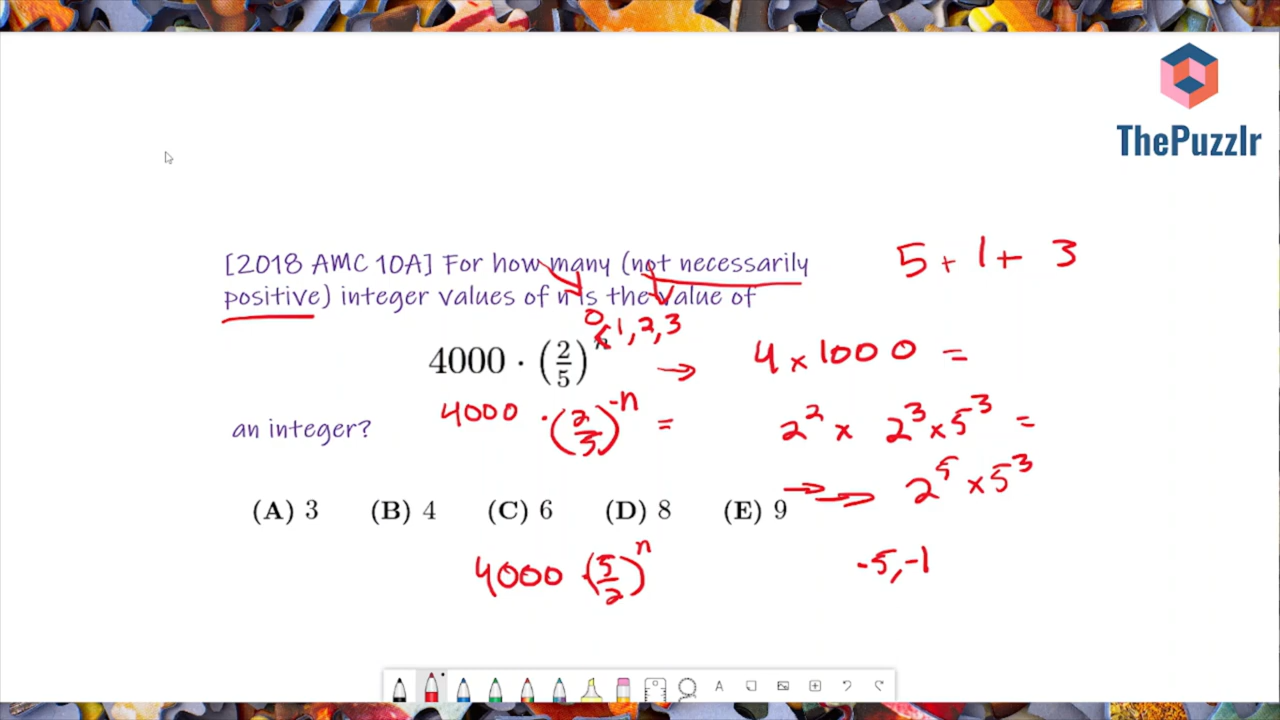 ThePuzzlr
[2018 AMC 10A] For how many (not necessarily
positive) integer values of n is the value of
5 + 1 + 3
0, 1, 2, 3
4000 · (2/5)^n
→ 4 × 1000 =
4000 · (2/5)^-n =
2^2 × 2^3 × 5^3 =
an integer?
2^5 × 5^3
(A) 3 (B) 4 (C) 6 (D) 8 (E) 9
4000 · (5/2)^n
-5, -1
A